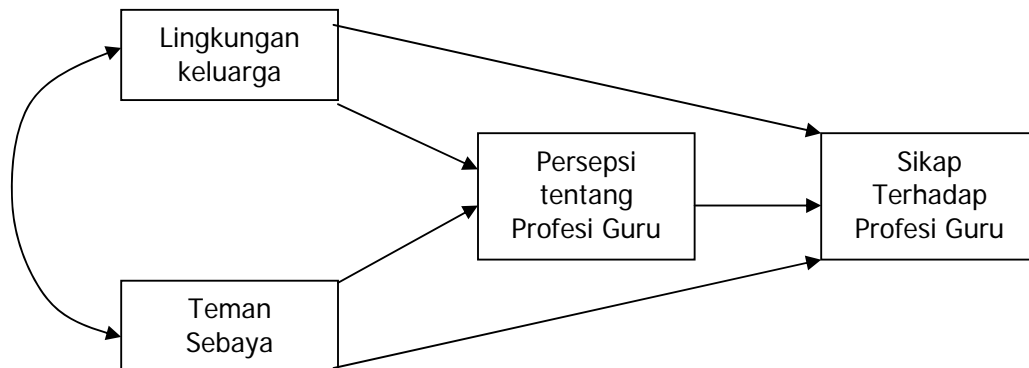 Lingkungan
keluarga
Persepsi
tentang
Profesi Guru
Sikap
Terhadap
Profesi Guru
Teman
Sebaya